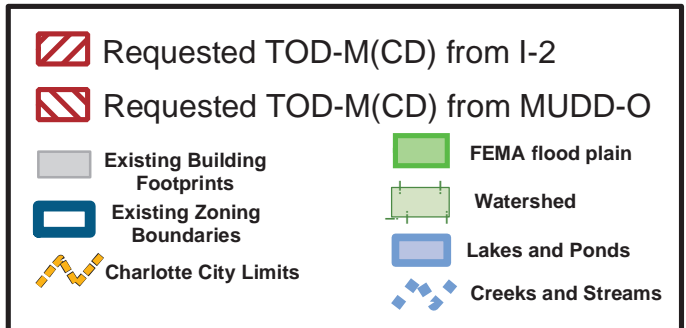 Requested TOD-M(CD) from I-2
Requested TOD-M(CD) from MUDD-O
Existing Building
Footprints
Existing Zoning
Boundaries
Charlotte City Limits
FEMA flood plain
Watershed
Lakes and Ponds
Creeks and Streams